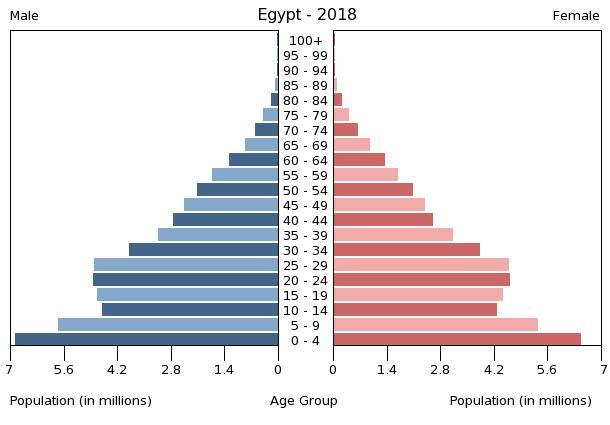 Male Egypt - 2018 Female
100+
95 - 99
90 - 94
85 - 89
80 - 84
75 - 79
70 - 74
65 - 69
60 - 64
55 - 59
50 - 54
45 - 49
40 - 44
35 - 39
30 - 34
25 - 29
20 - 24
15 - 19
10 - 14
5 - 9
0 - 4
7 5.6 4.2 2.8 1.4 0 0 1.4 2.8 4.2 5.6 7
Population (in millions) Age Group Population (in millions)